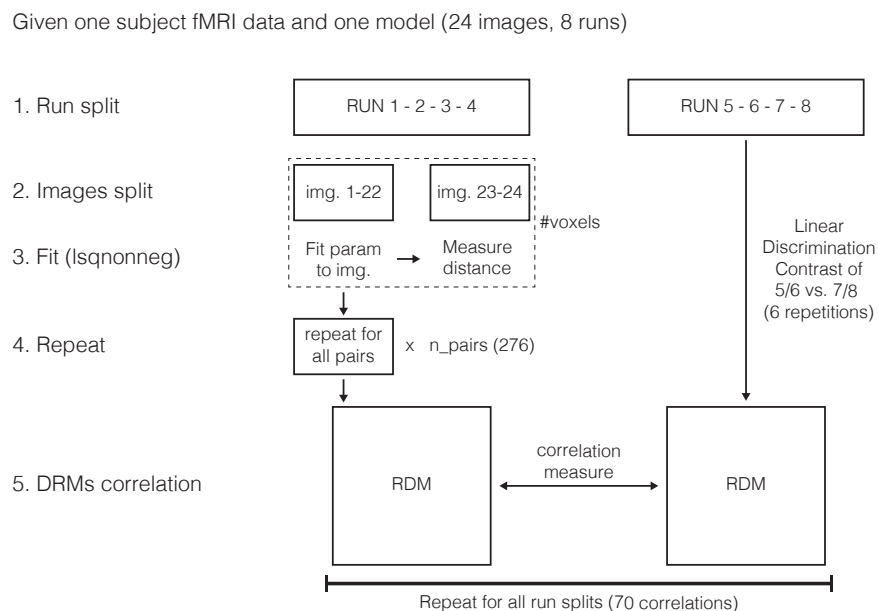 Given one subject fMRI data and one model (24 images, 8 runs)
1. Run split
RUN 1 - 2 - 3 - 4
RUN 5 - 6 - 7 - 8
2. Images split
img. 1-22
img. 23-24
#voxels
3. Fit (lsqnonneg)
Fit param
to img.
Measure
distance
Linear
Discrimination
Contrast of
5/6 vs. 7/8
(6 repetitions)
4. Repeat
repeat for
all pairs
x n_pairs (276)
5. DRMs correlation
RDM
correlation
measure
RDM
Repeat for all run splits (70 correlations)